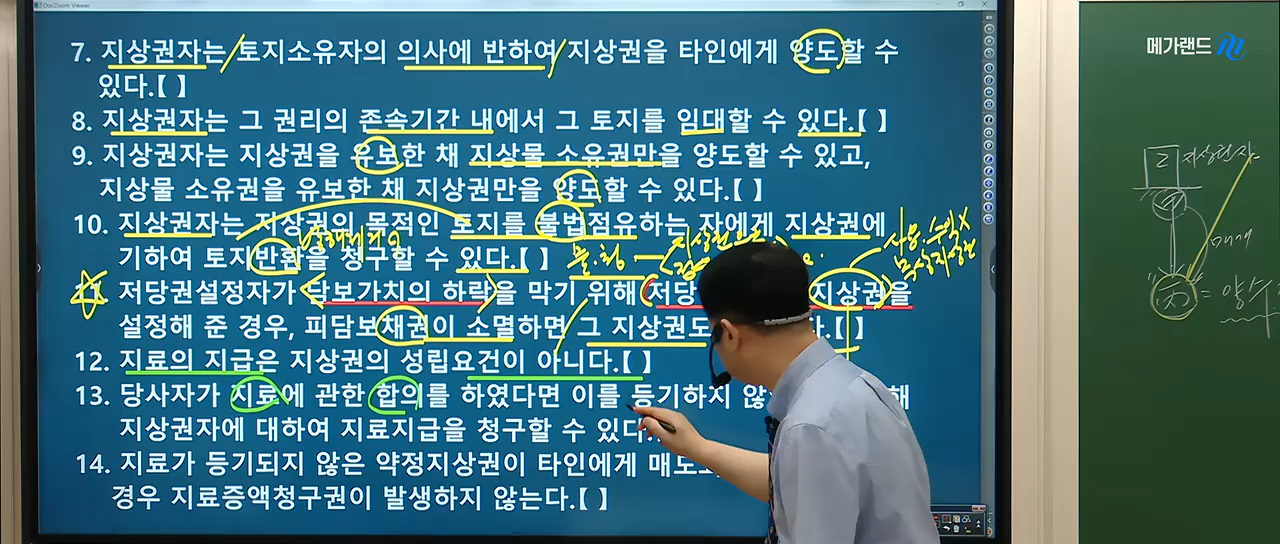 DocZoom Viewer
메가랜드
7. 지상권자는 토지소유자의 의사에 반하여 지상권을 타인에게 양도할 수
있다.【 】
8. 지상권자는 그 권리의 존속기간 내에서 그 토지를 임대할 수 있다.【 】
9. 지상권자는 지상권을 유보한 채 지상물 소유권만을 양도할 수 있고,
지상물 소유권을 유보한 채 지상권만을 양도할 수 있다.【 】
10. 지상권자는 지상권의 목적인 토지를 불법점유하는 자에게 지상권에
기하여 토지반환을 청구할 수 있다.【 】
저당권설정자가 담보가치의 하락을 막기 위해 저당 지상권을
설정해 준 경우, 피담보채권이 소멸하면 그 지상권도 다.【 】
12. 지료의 지급은 지상권의 성립요건이 아니다.【 】
13. 당사자가 지료에 관한 합의를 하였다면 이를 등기하지 않 해
지상권자에 대하여 지료지급을 청구할 수 있다.
14. 지료가 등기되지 않은 약정지상권이 타인에게 매도
경우 지료증액청구권이 발생하지 않는다.【 】
물청
사용·수익 X
지상권자
매개
= 양수